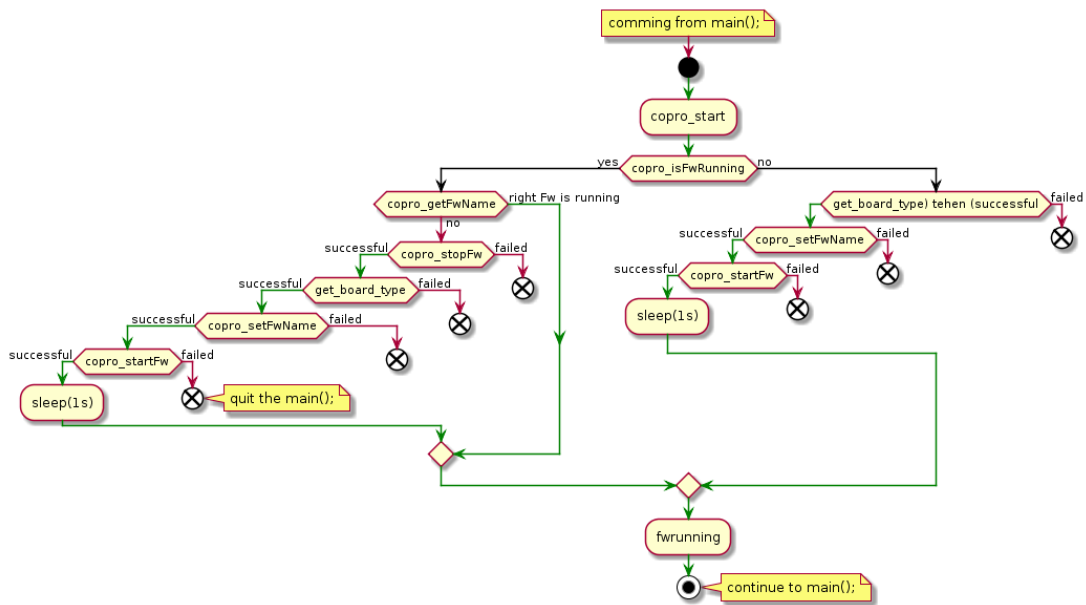 comming from main();
copro_start
copro_isFwRunning
yes
no
copro_getFwName
right Fw is running
no
copro_stopFw
successful
failed
get_board_type
successful
failed
copro_setFwName
successful
failed
copro_startFw
successful
failed
sleep(1s)
quit the main();
get_board_type) tehen (successful
failed
copro_setFwName
successful
failed
copro_startFw
successful
failed
sleep(1s)
fwrunning
continue to main();